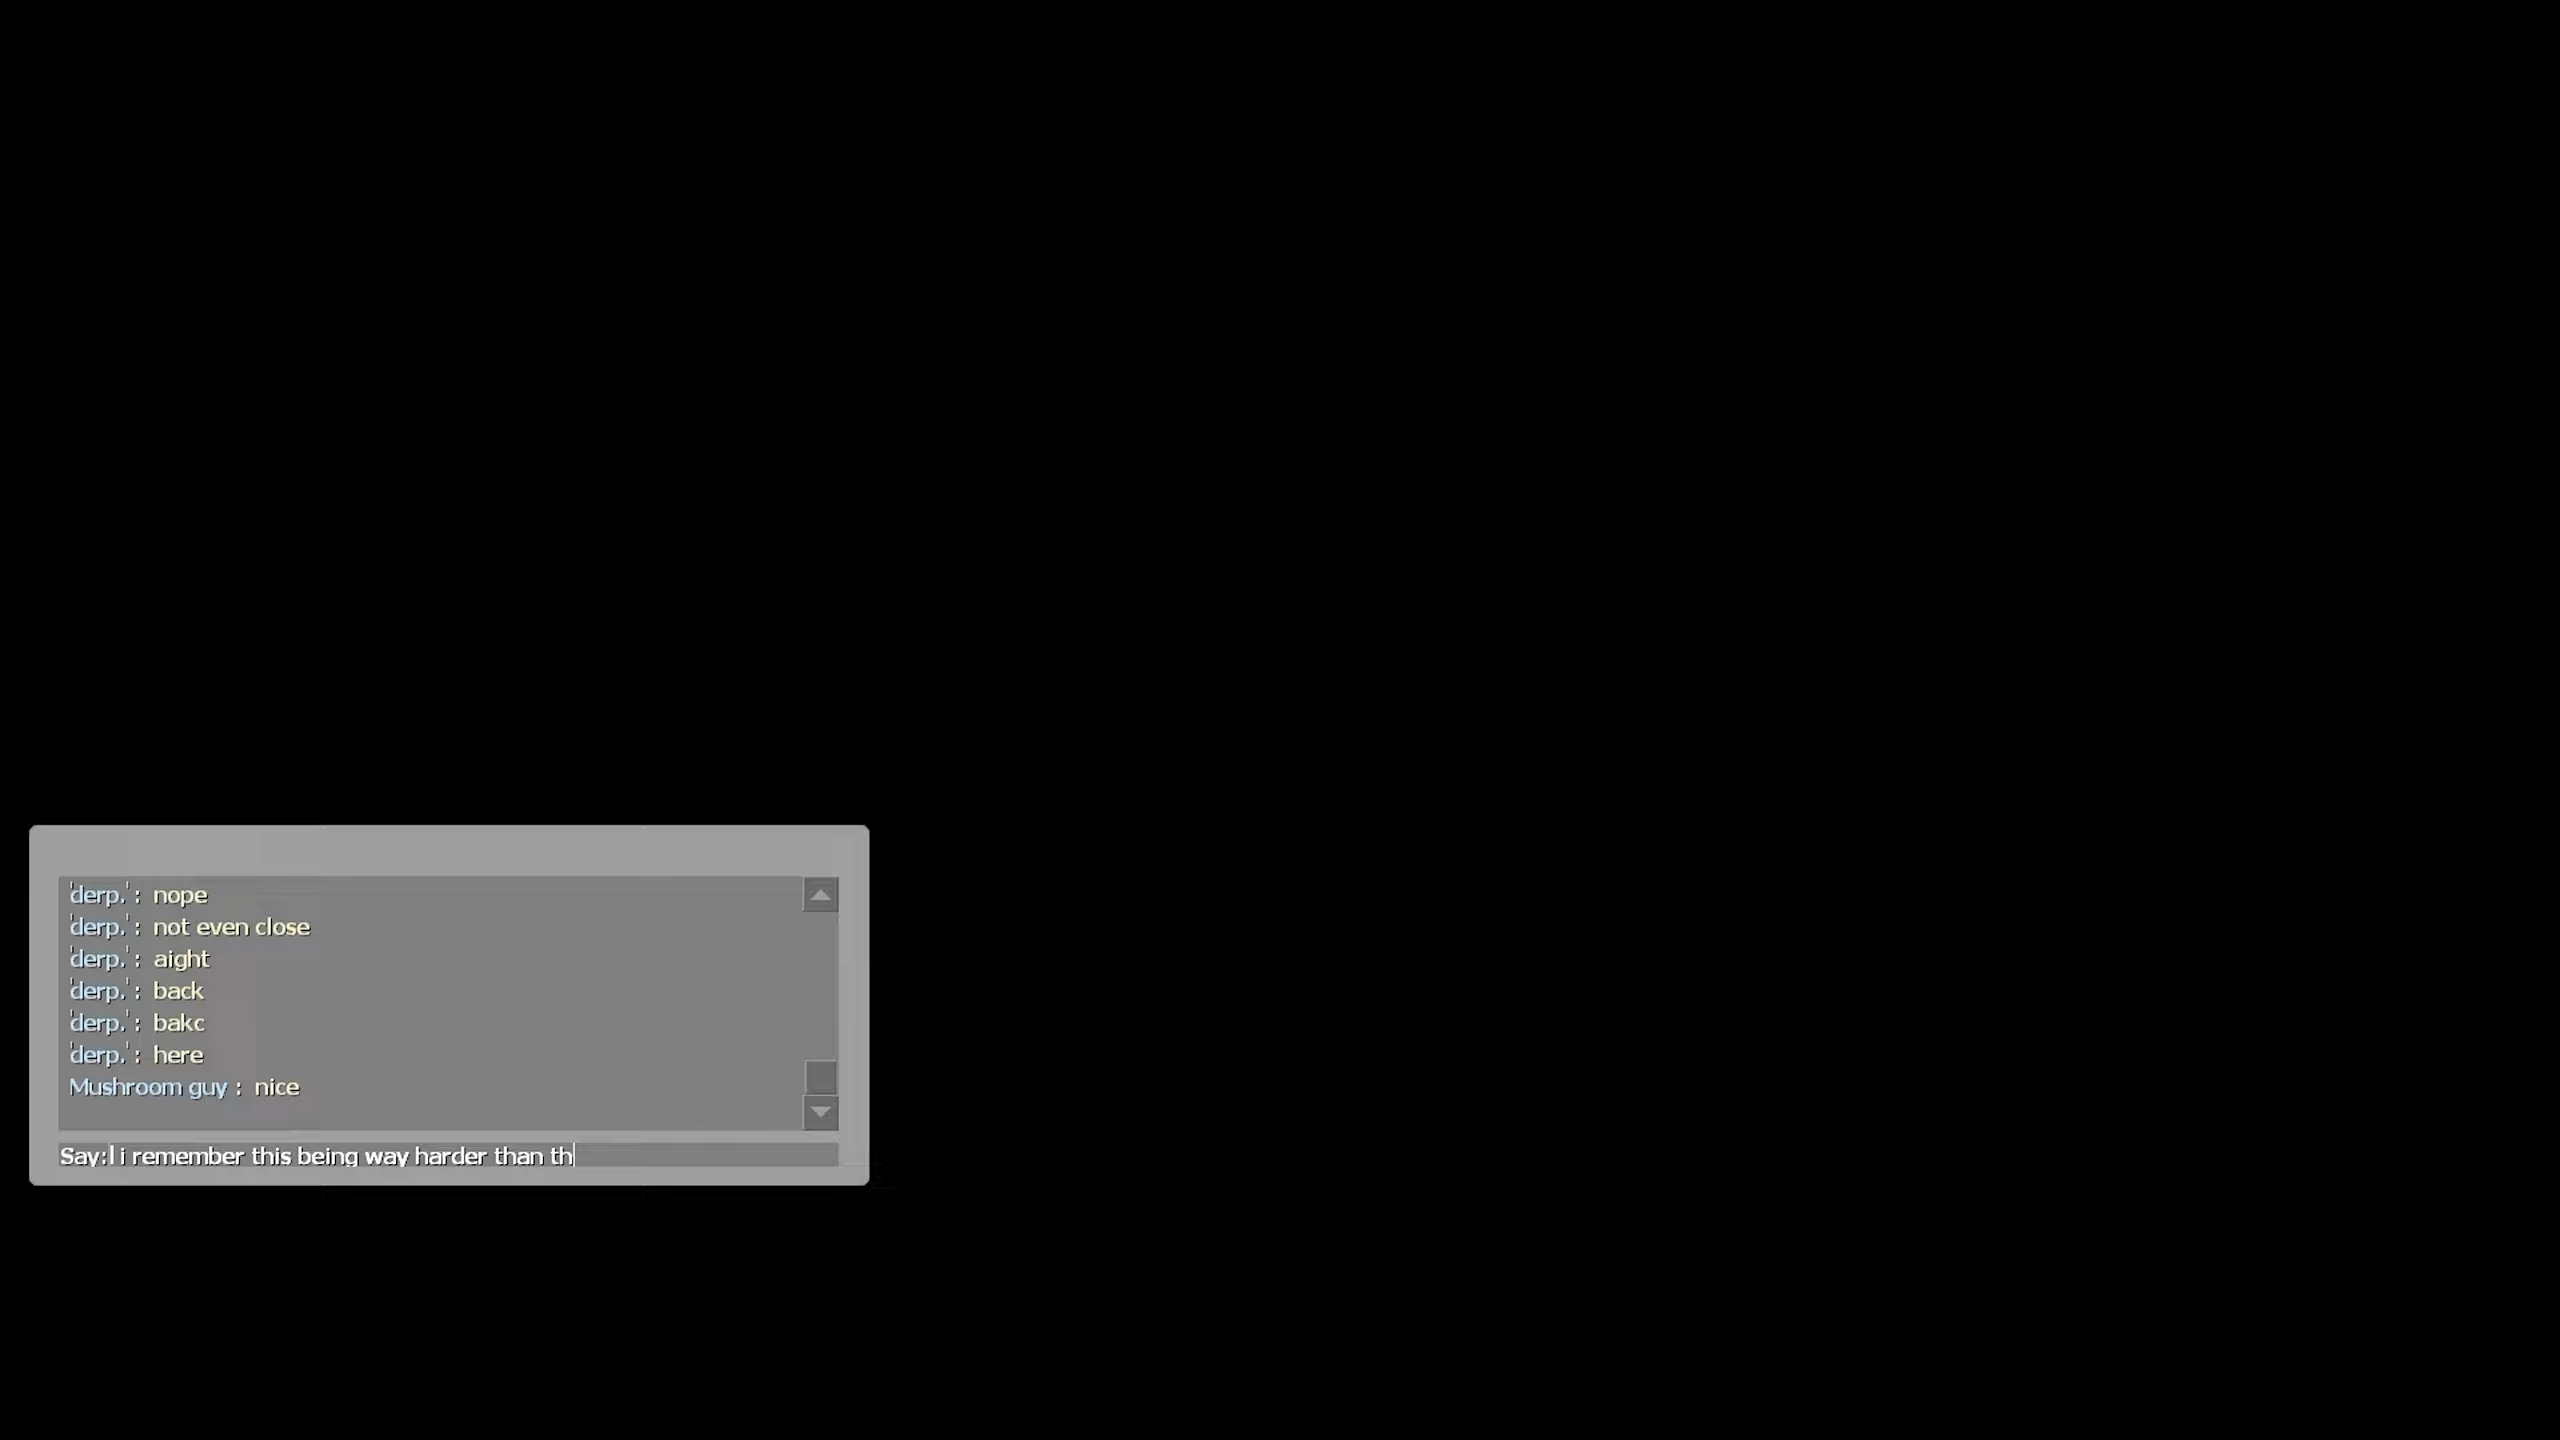 'derp.' : nope
'derp.' : not even close
'derp.' : aight
'derp.' : back
'derp.' : bakc
'derp.' : here
Mushroom guy : nice
Say: i remember this being way harder than th